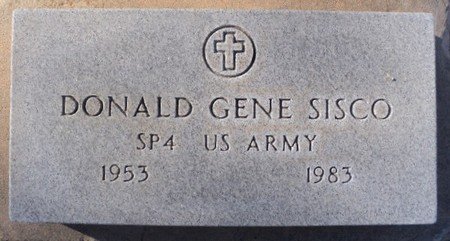 DONALD GENE SISCO
SP4 US ARMY
1953 1983